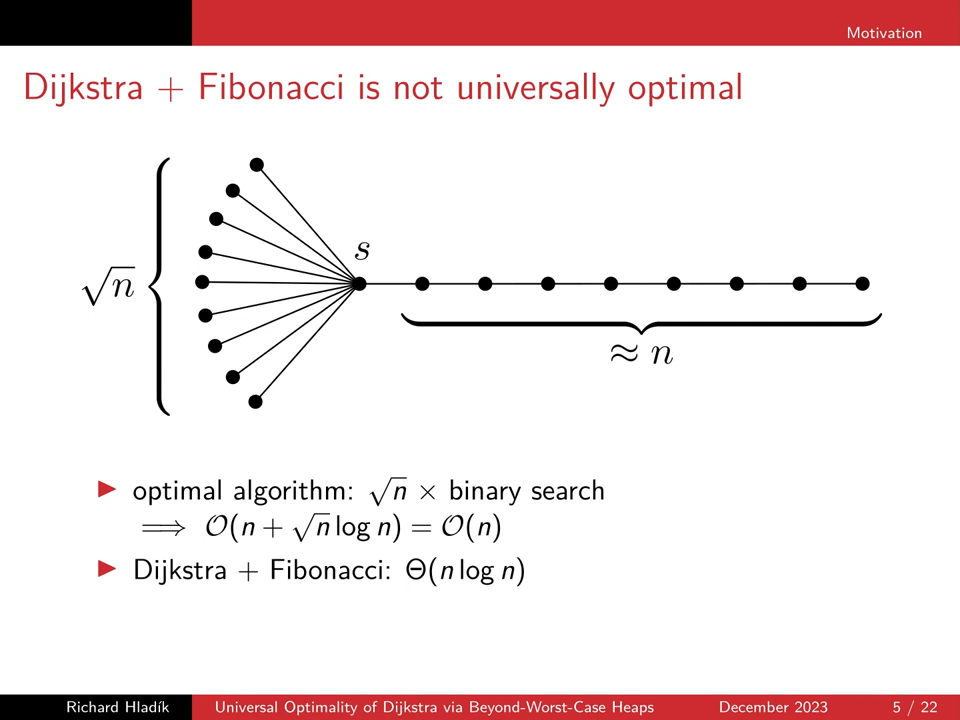 Motivation
Dijkstra + Fibonacci is not universally optimal
s
√n
≈ n
▶ optimal algorithm: √n × binary search
⟹ O(n + √n log n) = O(n)
▶ Dijkstra + Fibonacci: Θ(n log n)
Richard Hladík Universal Optimality of Dijkstra via Beyond-Worst-Case Heaps December 2023 5 / 22